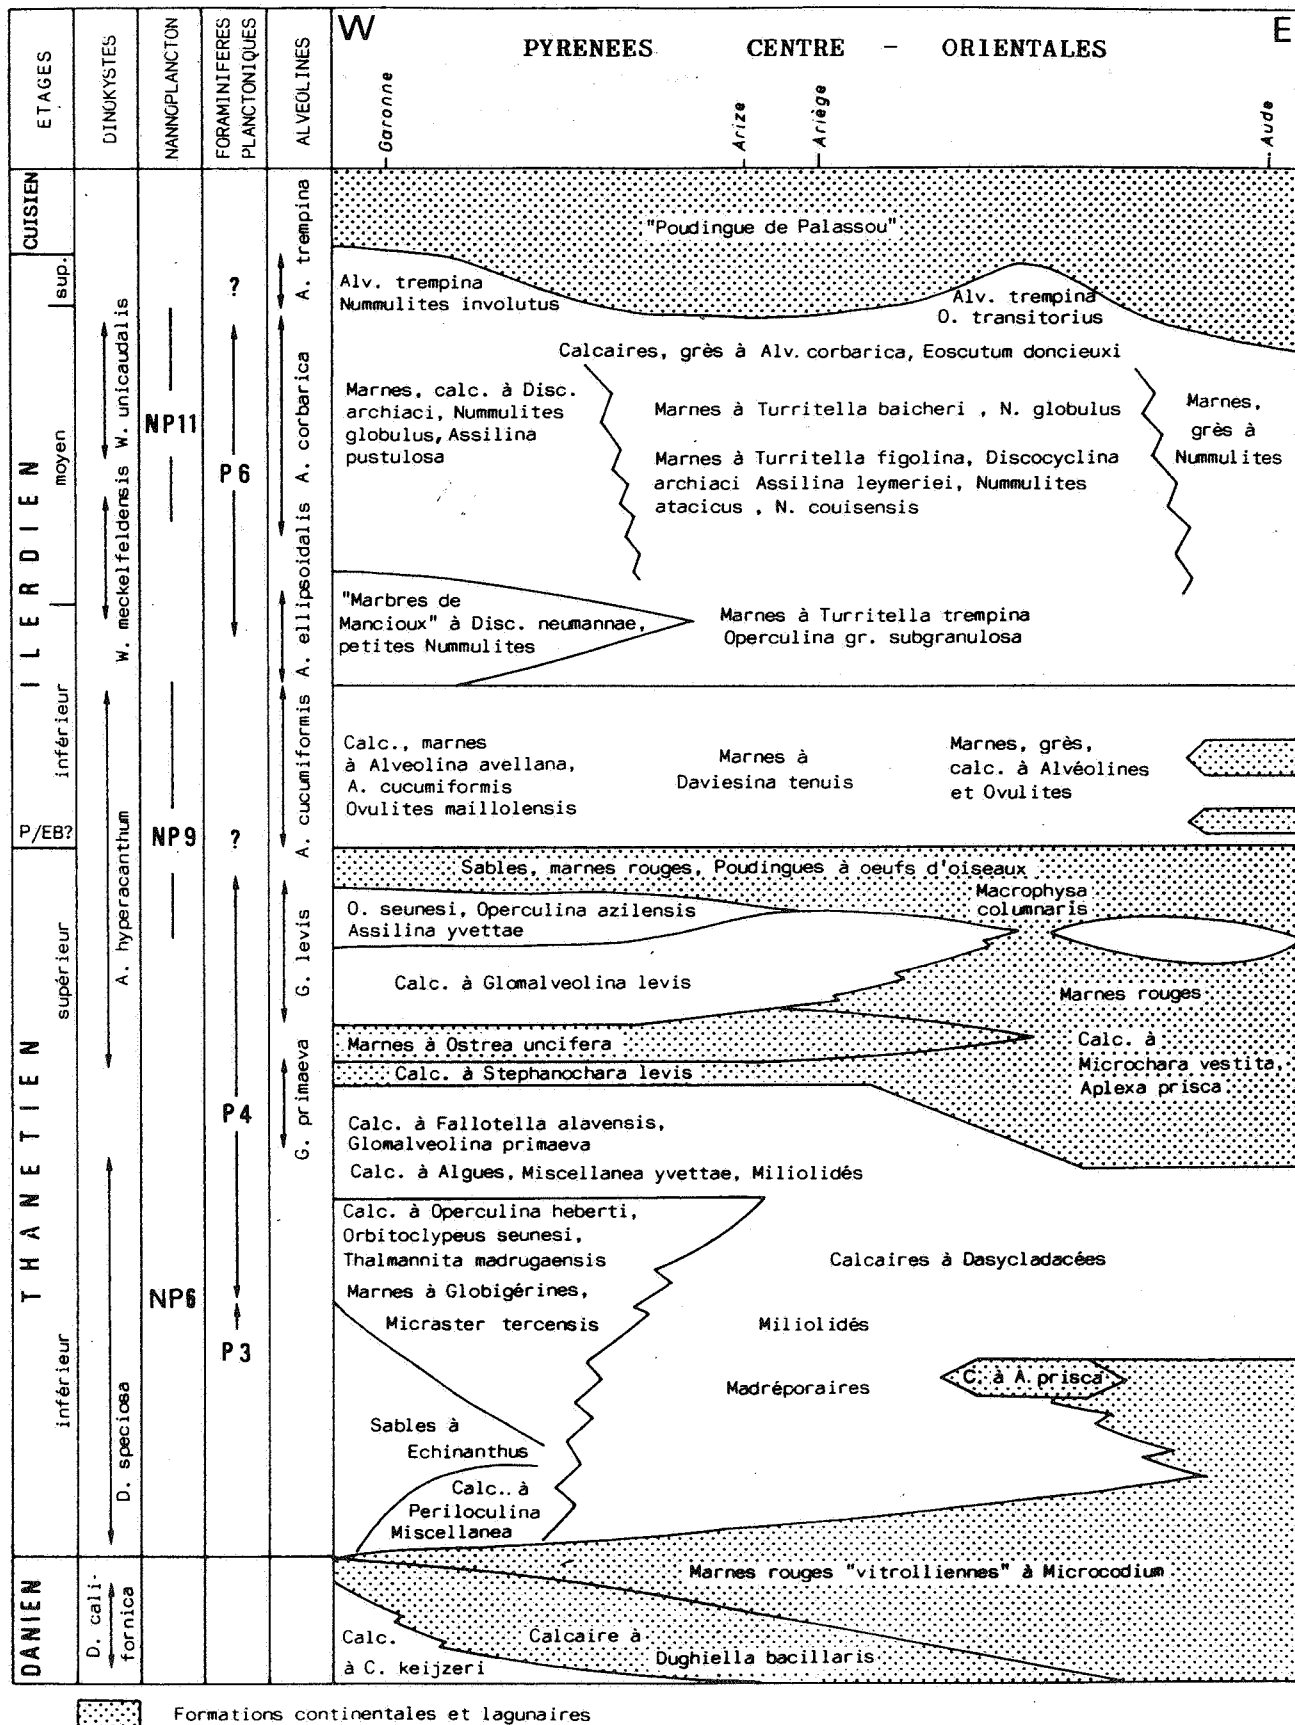 W
E
PYRENEES CENTRE - ORIENTALES
Garonne
Arize
Ariège
Aude
ETAGES
DINOKYSTES
NANNOPLANCTON
FORAMINIFERES
PLANCTONIQUES
ALVEOLINES
CUISIEN
ILERDIEN
sup.
moyen
inférieur
P/EB?
THANETIEN
supérieur
inférieur
DANIEN
W. unicaudalis
W. meckelfeldensis
A. hyperacanthum
D. speciosa
D. cali-
fornica
NP11
NP9
NP6
?
P6
?
P4
P3
A. trempina
A. corbarica
A. ellipsoidalis
A. cucumiformis
G. levis
G. primaeva
"Poudingue de Palassou"
Alv. trempina
Nummulites involutus
Alv. trempina
O. transitorius
Calcaires, grès à Alv. corbarica, Eoscutum doncieuxi
Marnes, calc. à Disc.
archiaci, Nummulites
globulus, Assilina
pustulosa
Marnes à Turritella baicheri , N. globulus
Marnes à Turritella figolina, Discocyclina
archiaci Assilina leymeriei, Nummulites
atacicus , N. couisensis
Marnes,
grès à
Nummulites
"Marbres de
Mancioux" à Disc. neumannae,
petites Nummulites
Marnes à Turritella trempina
Operculina gr. subgranulosa
Calc., marnes
à Alveolina avellana,
A. cucumiformis
Ovulites maillolensis
Marnes à
Daviesina tenuis
Marnes, grès,
calc. à Alvéolines
et Ovulites
Sables, marnes rouges, Poudingues à oeufs d'oiseaux
Macrophysa
columnaris
O. seunesi, Operculina azilensis
Assilina yvettae
Calc. à Glomalveolina levis
Marnes rouges
Marnes à Ostrea uncifera
Calc. à Stephanochara levis
Calc. à
Microchara vestita,
Aplexa prisca
Calc. à Fallotella alavensis,
Glomalveolina primaeva
Calc. à Algues, Miscellanea yvettae, Miliolidés
Calc. à Operculina heberti,
Orbitoclypeus seunesi,
Thalmannita madrugaensis
Marnes à Globigérines,
Micraster tercensis
Calcaires à Dasycladacées
Miliolidés
Madréporaires
C. à A. prisca
Sables à
Echinanthus
Calc. à
Periloculina
Miscellanea
Marnes rouges "vitrolliennes" à Microcodium
Calc.
à C. keijzeri
Calcaire à
Dughiella bacillaris
Formations continentales et lagunaires